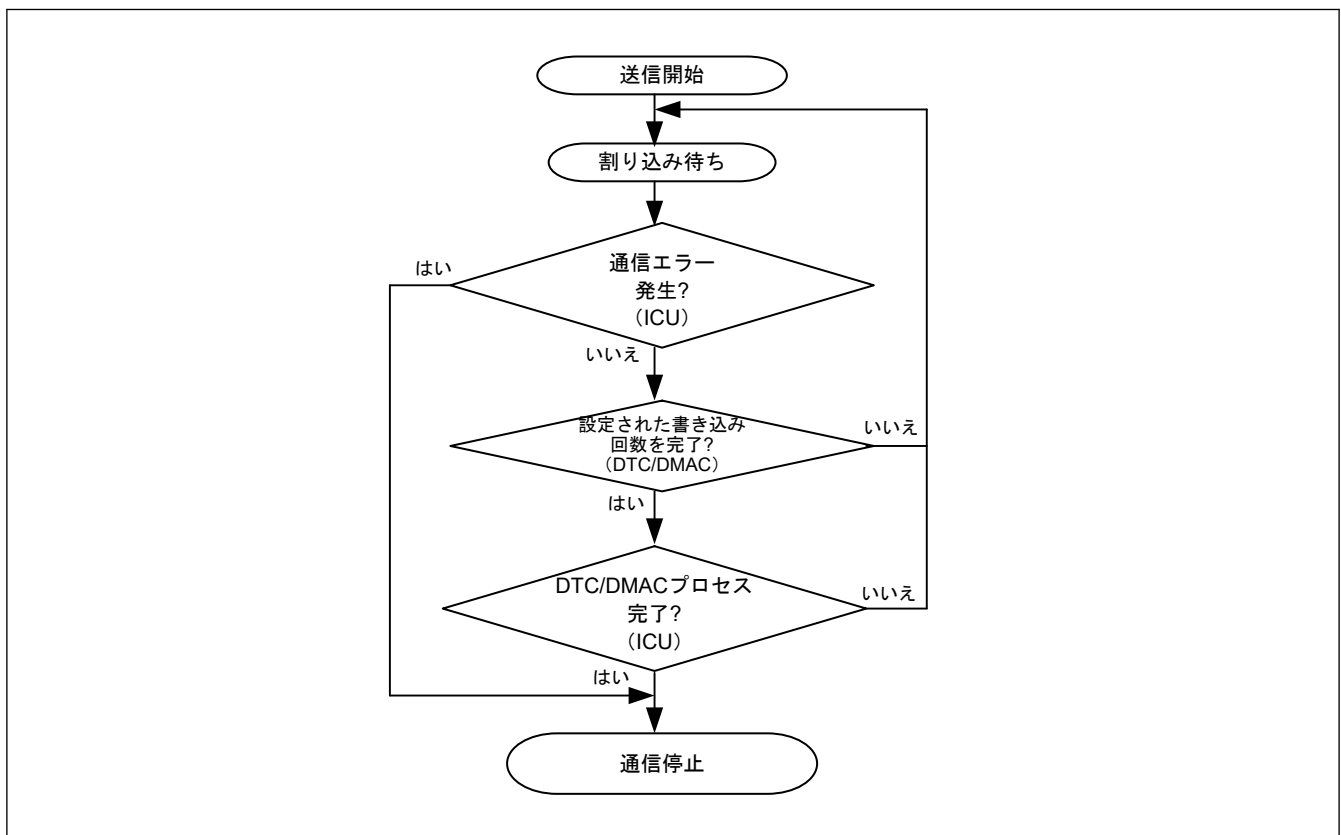 送信開始
割り込み待ち
はい
通信エラー
発生?
（ICU）
いいえ
設定された書き込み
回数を完了?
（DTC/DMAC）
いいえ
はい
DTC/DMACプロセス
完了?
（ICU）
いいえ
はい
通信停止